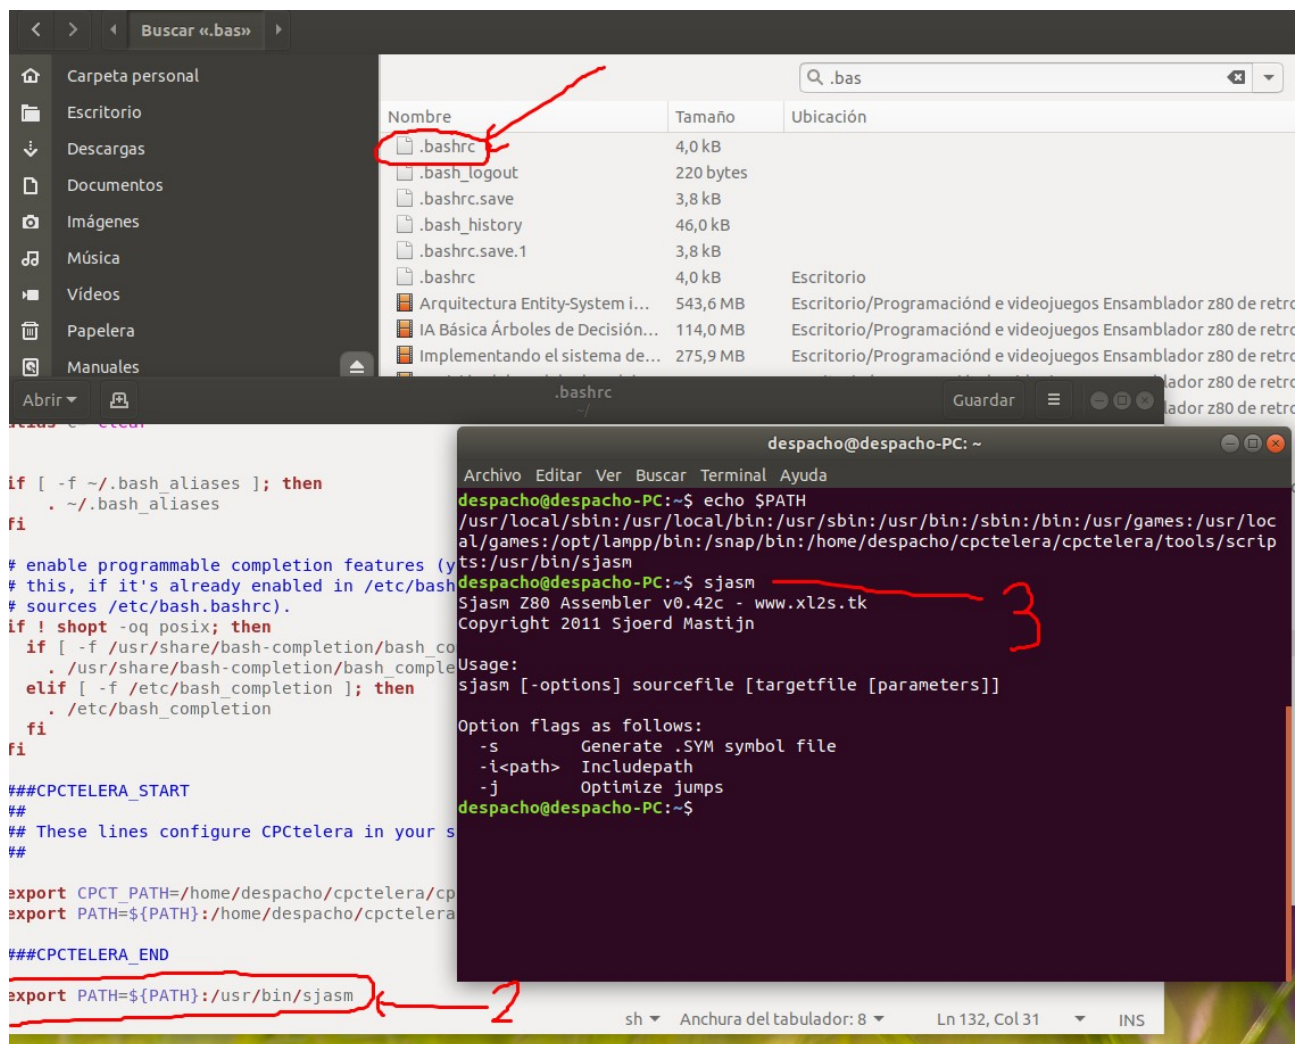 Buscar «.bas»
Carpeta personal
Escritorio
Descargas
Documentos
Imágenes
Música
Vídeos
Papelera
Manuales
.bas
Nombre Tamaño Ubicación
.bashrc 4,0 kB
.bash_logout 220 bytes
.bashrc.save 3,8 kB
.bash_history 46,0 kB
.bashrc.save.1 3,8 kB
.bashrc 4,0 kB Escritorio
Arquitectura Entity-System i... 543,6 MB Escritorio/Programaciónd e videojuegos Ensamblador z80 de retro
IA Básica Árboles de Decisión... 114,0 MB Escritorio/Programaciónd e videojuegos Ensamblador z80 de retro
Implementando el sistema de... 275,9 MB Escritorio/Programaciónd e videojuegos Ensamblador z80 de retro
lador z80 de retro
lador z80 de retro
Abrir .bashrc Guardar
~/
if [ -f ~/.bash_aliases ]; then
. ~/.bash_aliases
fi
# enable programmable completion features (y
# this, if it's already enabled in /etc/bash
# sources /etc/bash.bashrc).
if ! shopt -oq posix; then
if [ -f /usr/share/bash-completion/bash_co
. /usr/share/bash-completion/bash_comple
elif [ -f /etc/bash_completion ]; then
. /etc/bash_completion
fi
fi
###CPCTELERA_START
##
## These lines configure CPCtelera in your s
##
export CPCT_PATH=/home/despacho/cpctelera/cp
export PATH=${PATH}:/home/despacho/cpctelera
###CPCTELERA_END
export PATH=${PATH}:/usr/bin/sjasm
2
sh Anchura del tabulador: 8 Ln 132, Col 31 INS
despacho@despacho-PC: ~
Archivo Editar Ver Buscar Terminal Ayuda
despacho@despacho-PC:~$ echo $PATH
/usr/local/sbin:/usr/local/bin:/usr/sbin:/usr/bin:/sbin:/bin:/usr/games:/usr/loc
al/games:/opt/lampp/bin:/snap/bin:/home/despacho/cpctelera/cpctelera/tools/scrip
ts:/usr/bin/sjasm
despacho@despacho-PC:~$ sjasm
3
Sjasm Z80 Assembler v0.42c - www.xl2s.tk
Copyright 2011 Sjoerd Mastijn
Usage:
sjasm [-options] sourcefile [targetfile [parameters]]
Option flags as follows:
-s Generate .SYM symbol file
-i<path> Includepath
-j Optimize jumps
despacho@despacho-PC:~$